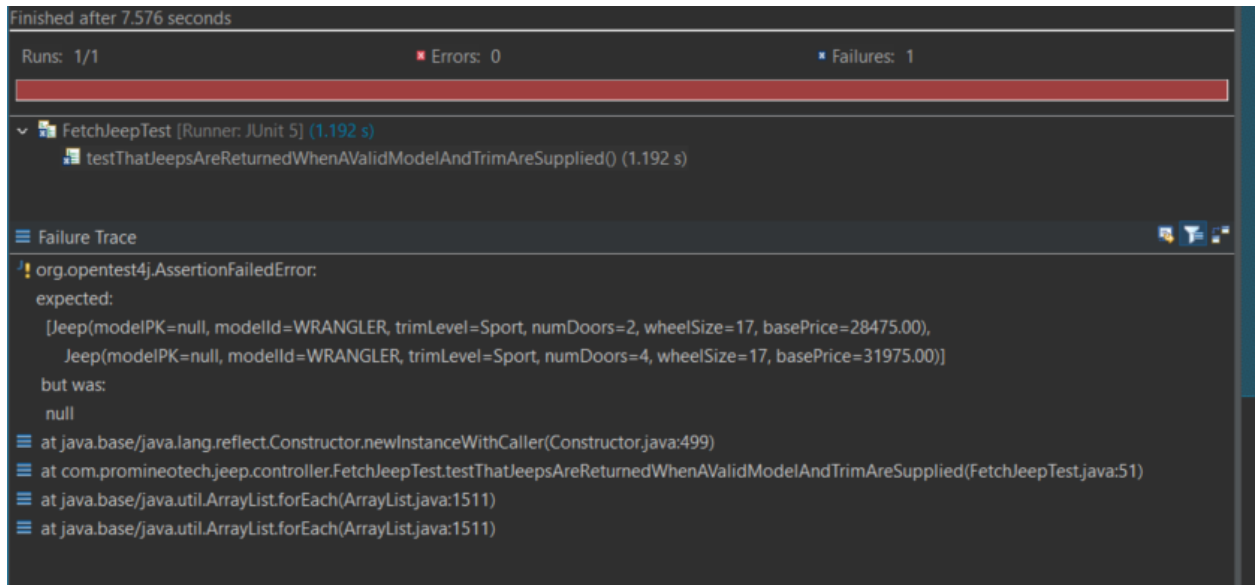 Finished after 7.576 seconds
Runs: 1/1 Errors: 0 Failures: 1
FetchJeepTest [Runner: JUnit 5] (1.192 s)
testThatJeepsAreReturnedWhenAValidModelAndTrimAreSupplied() (1.192 s)
Failure Trace
org.opentest4j.AssertionFailedError:
expected:
[Jeep(modelPK=null, modelId=WRANGLER, trimLevel=Sport, numDoors=2, wheelSize=17, basePrice=28475.00),
Jeep(modelPK=null, modelId=WRANGLER, trimLevel=Sport, numDoors=4, wheelSize=17, basePrice=31975.00)]
but was:
null
at java.base/java.lang.reflect.Constructor.newInstanceWithCaller(Constructor.java:499)
at com.promineotech.jeep.controller.FetchJeepTest.testThatJeepsAreReturnedWhenAValidModelAndTrimAreSupplied(FetchJeepTest.java:51)
at java.base/java.util.ArrayList.forEach(ArrayList.java:1511)
at java.base/java.util.ArrayList.forEach(ArrayList.java:1511)